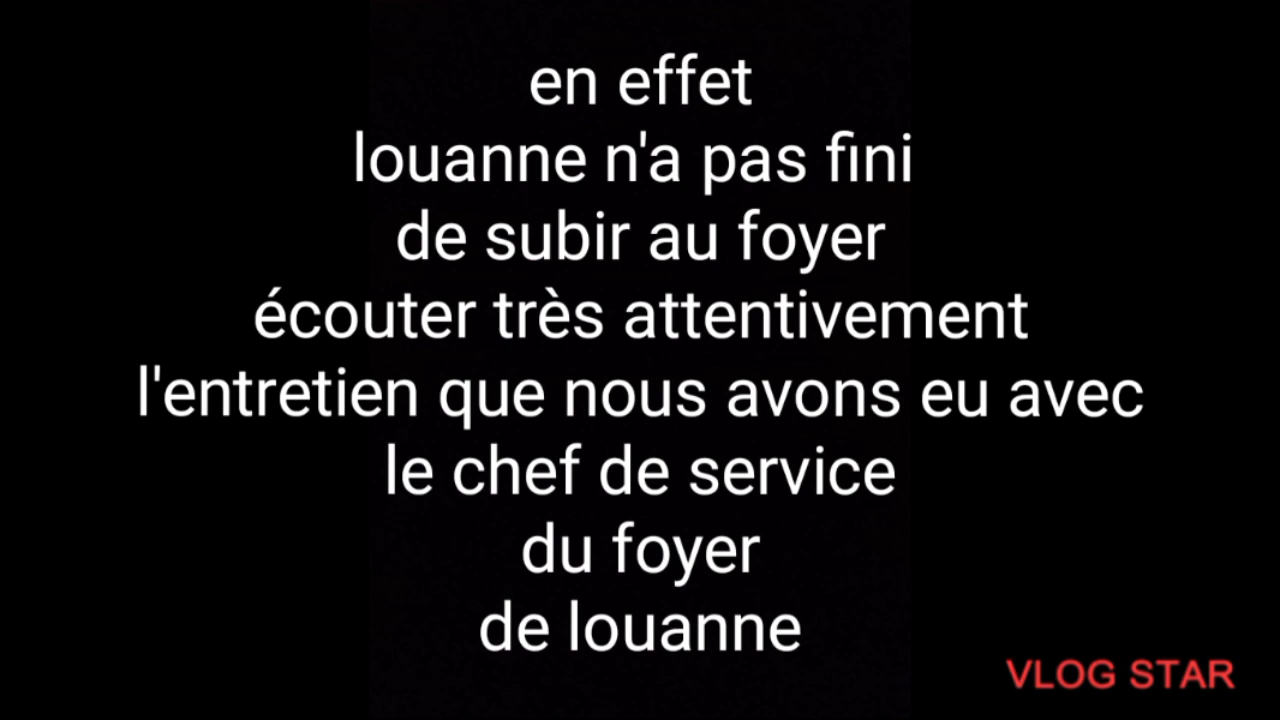 en effet
louanne n'a pas fini
de subir au foyer
écouter très attentivement
l'entretien que nous avons eu avec
le chef de service
du foyer
de louanne
VLOG STAR